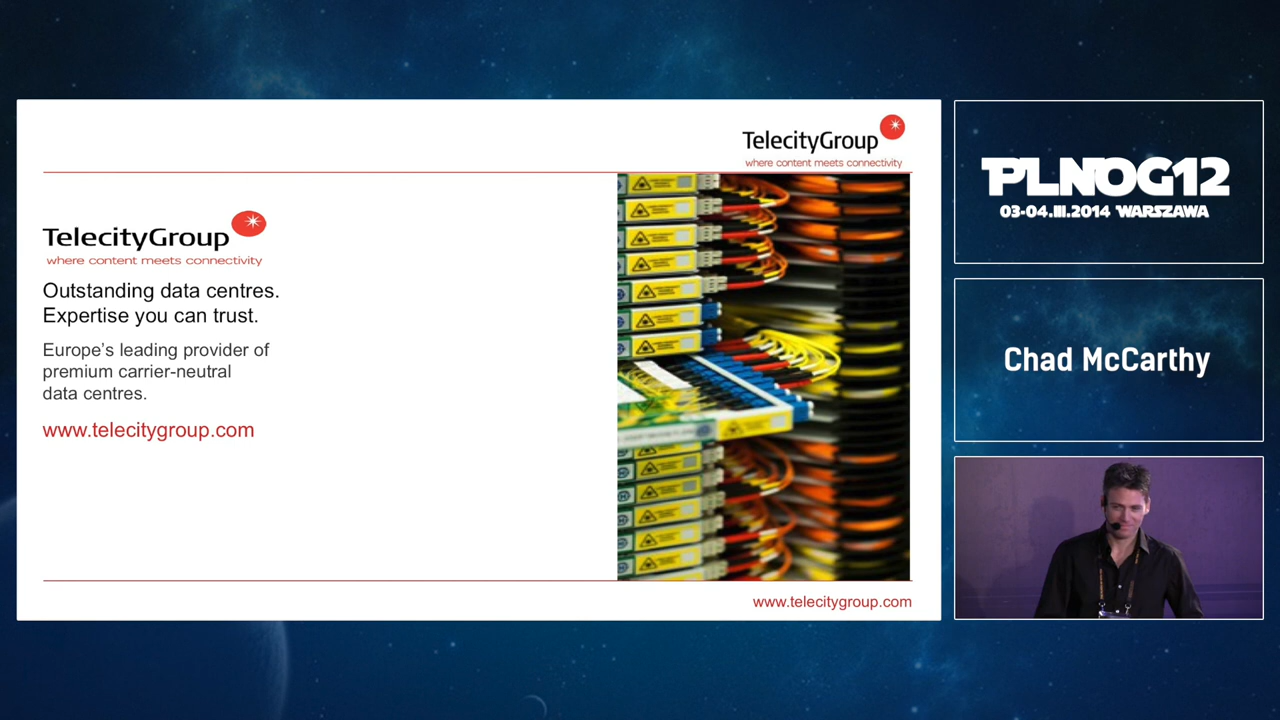 TelecityGroup
where content meets connectivity
TelecityGroup
where content meets connectivity
Outstanding data centres.
Expertise you can trust.
Europe's leading provider of
premium carrier-neutral
data centres.
www.telecitygroup.com
www.telecitygroup.com
PLNOG12
03-04.III.2014 WARSZAWA
Chad McCarthy